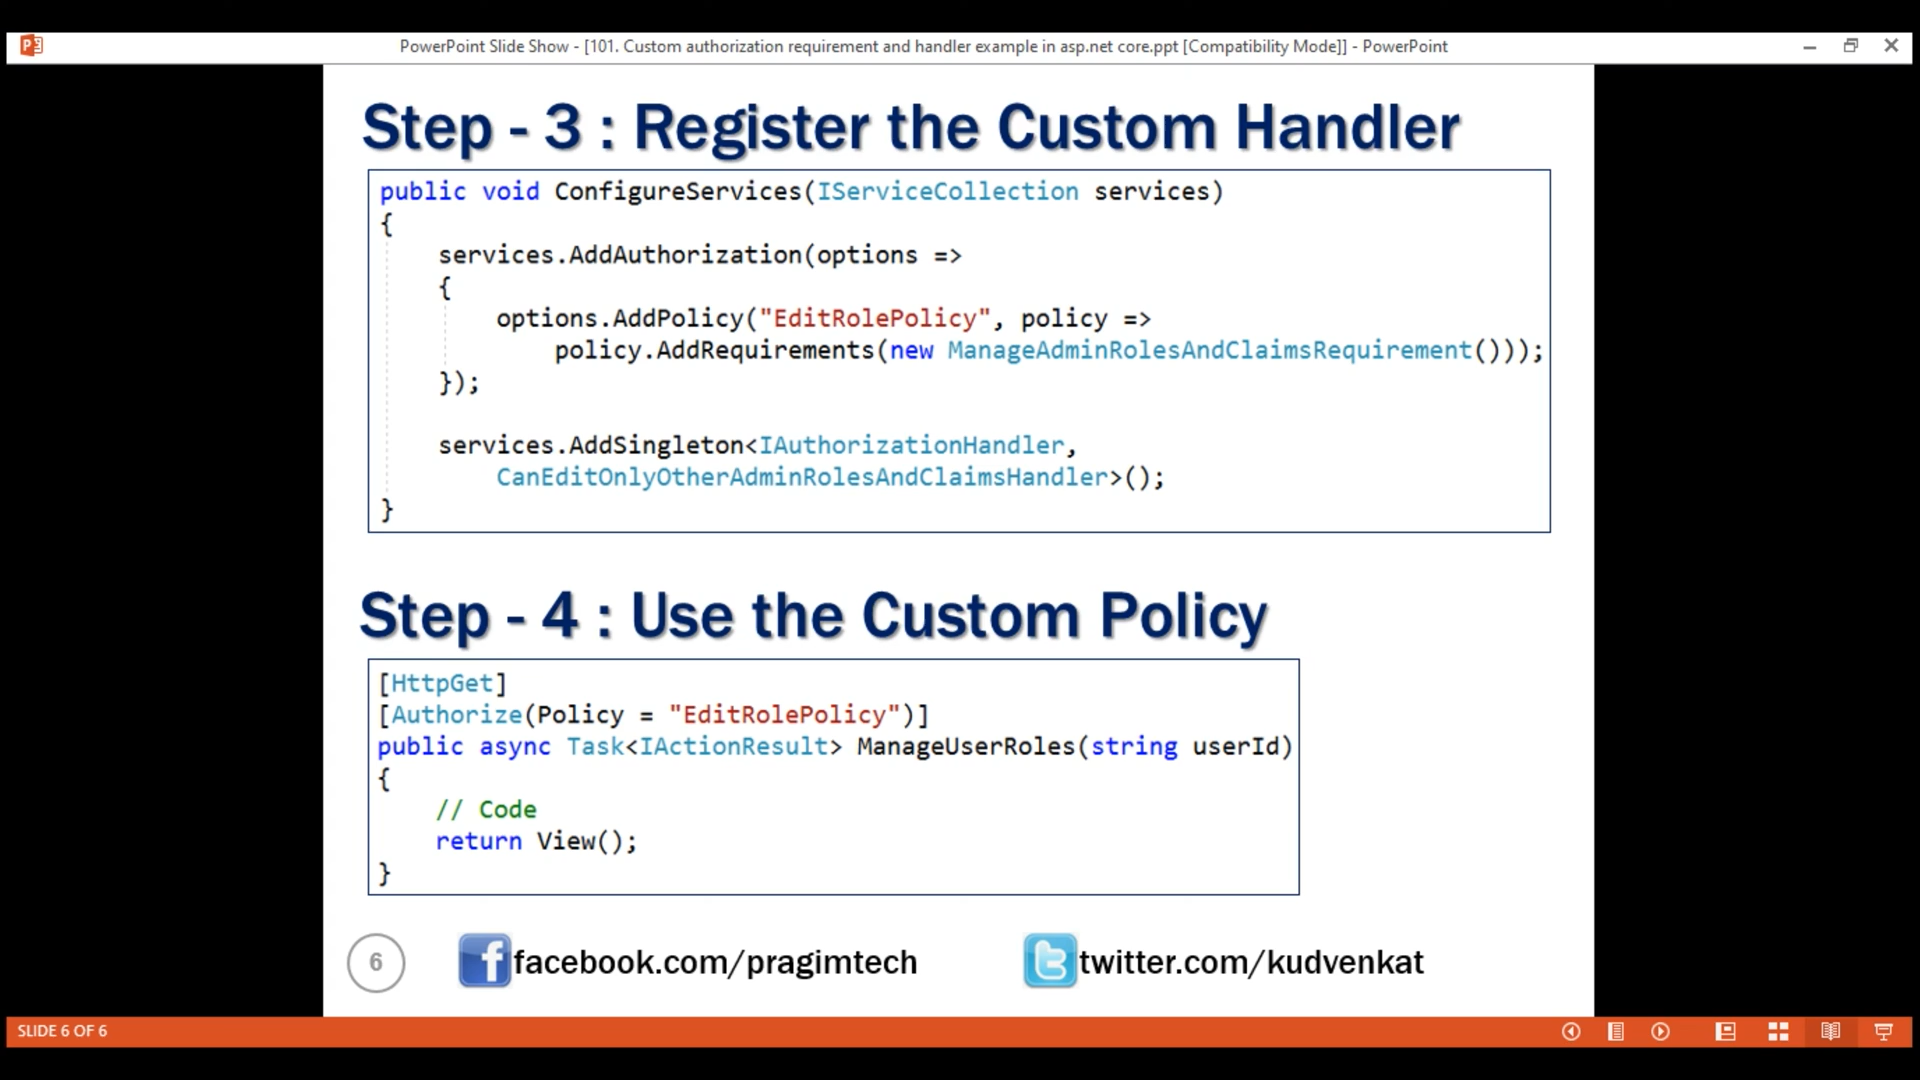 PowerPoint Slide Show - [101. Custom authorization requirement and handler example in asp.net core.ppt [Compatibility Mode]] - PowerPoint
Step - 3 : Register the Custom Handler
public void ConfigureServices(IServiceCollection services)
{
    services.AddAuthorization(options =>
    {
        options.AddPolicy("EditRolePolicy", policy =>
            policy.AddRequirements(new ManageAdminRolesAndClaimsRequirement()));
    });
    services.AddSingleton<IAuthorizationHandler,
        CanEditOnlyOtherAdminRolesAndClaimsHandler>();
}
Step - 4 : Use the Custom Policy
[HttpGet]
[Authorize(Policy = "EditRolePolicy")]
public async Task<IActionResult> ManageUserRoles(string userId)
{
    // Code
    return View();
}
6 facebook.com/pragimtech twitter.com/kudvenkat
SLIDE 6 OF 6